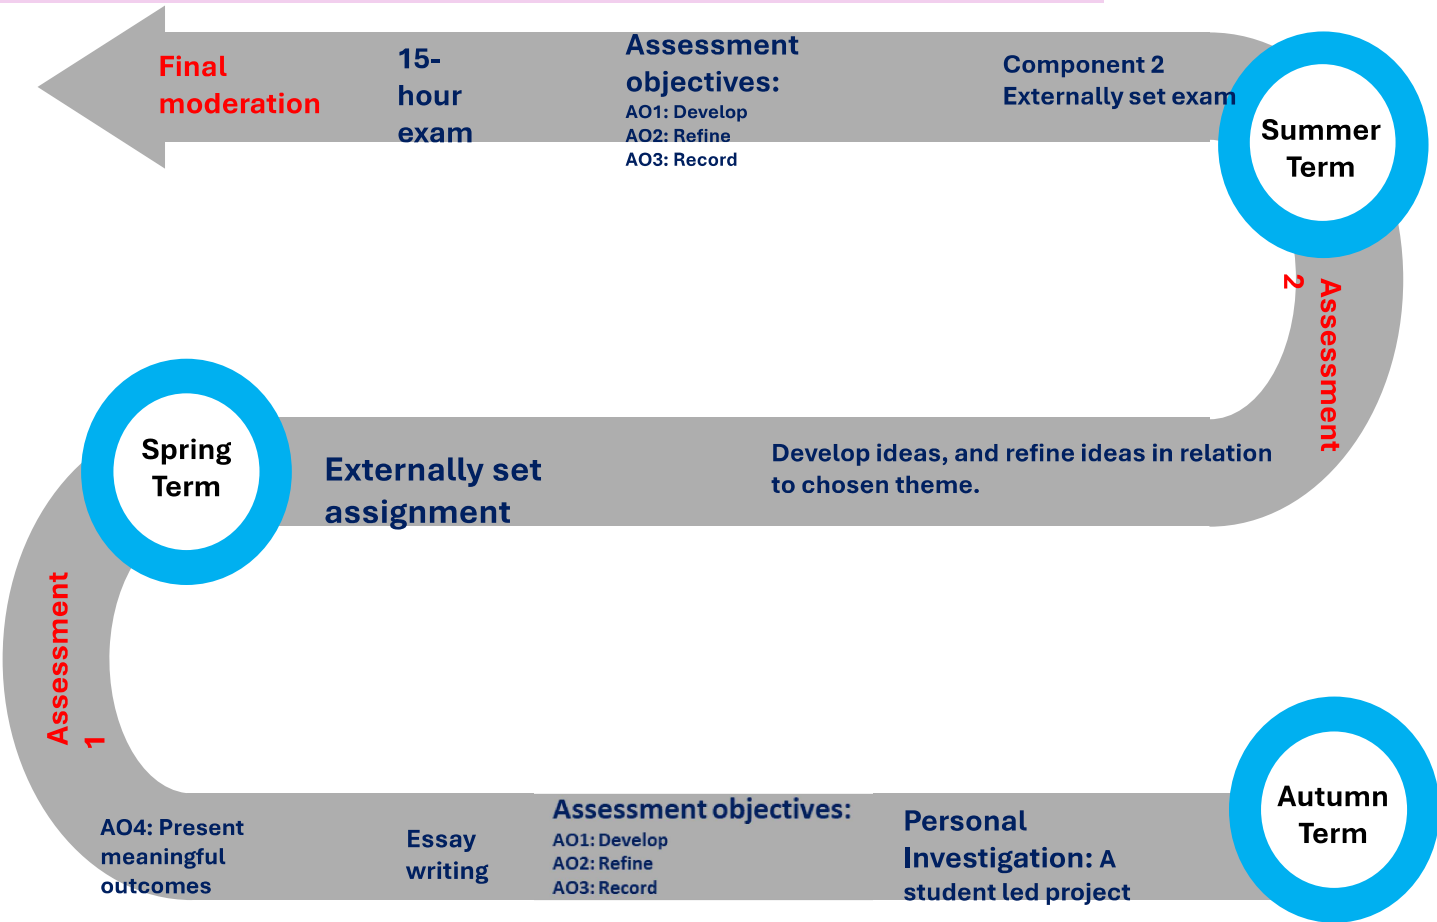 Final
moderation
15-
hour
exam
Assessment
objectives:
AO1: Develop
AO2: Refine
AO3: Record
Component 2
Externally set exam
Summer
Term
Assessment
2
Spring
Term
Externally set
assignment
Develop ideas, and refine ideas in relation
to chosen theme.
Assessment
1
AO4: Present
meaningful
outcomes
Essay
writing
Assessment objectives:
AO1: Develop
AO2: Refine
AO3: Record
Personal
Investigation: A
student led project
Autumn
Term